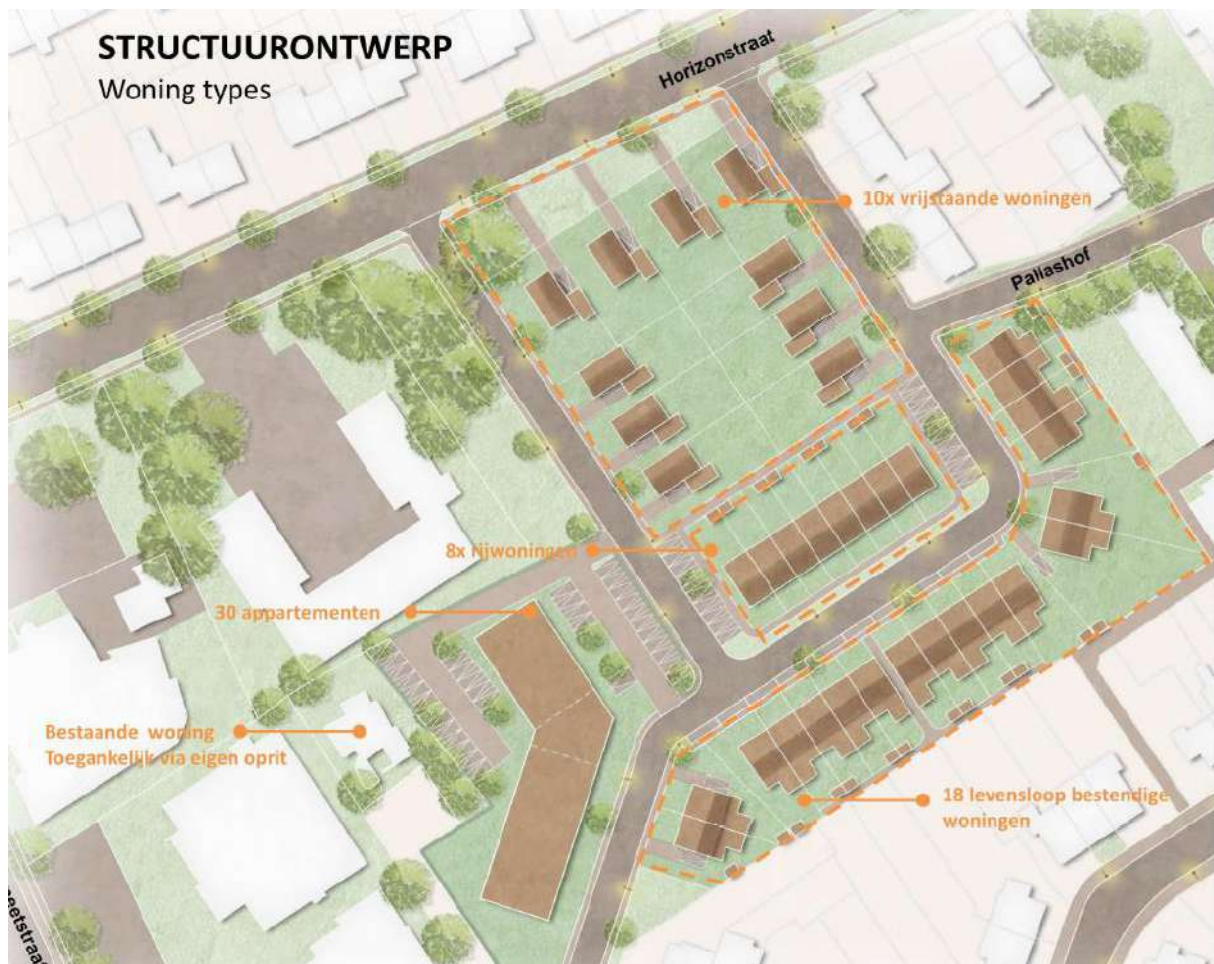 STRUCTUURONTWERP
Woning types
Horizonstraat
10x vrijstaande woningen
Pallashof
8x rijwoningen
30 appartementen
Bestaande woning
Toegankelijk via eigen oprit
18 levensloop bestendige
woningen